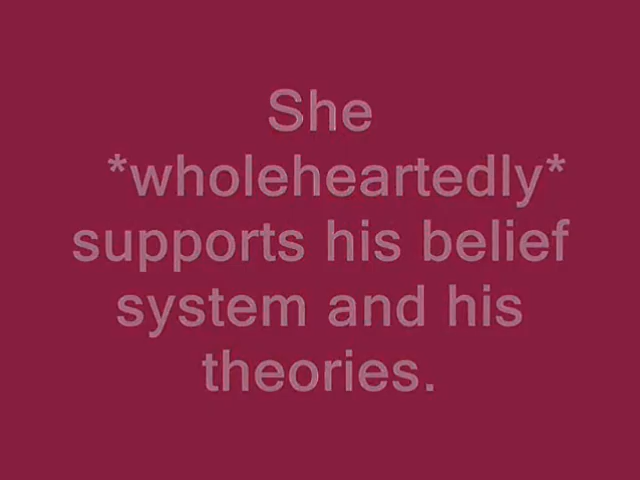 She
*wholeheartedly*
supports his belief
system and his
theories.